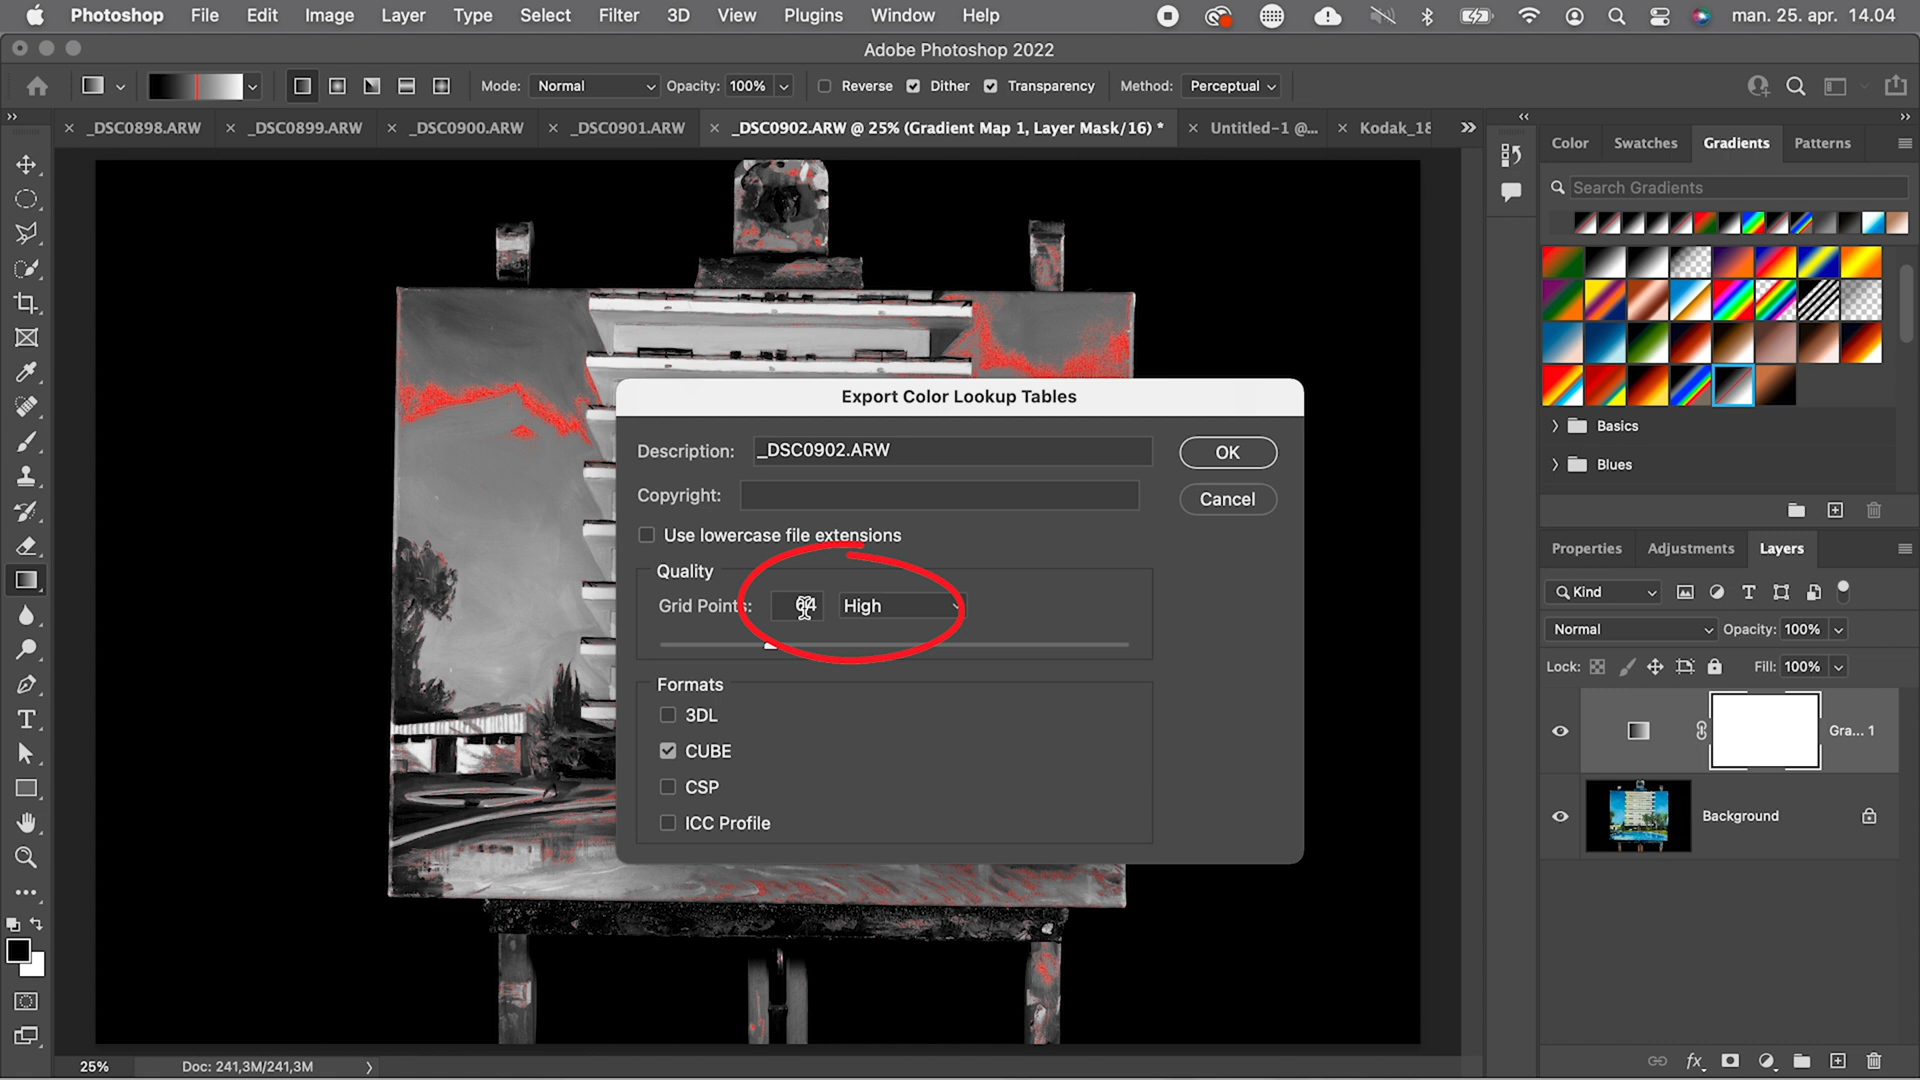 Photoshop File Edit Image Layer Type Select Filter 3D View Plugins Window Help man. 25. apr. 14.04
Adobe Photoshop 2022
Mode: Normal Opacity: 100% Reverse Dither Transparency Method: Perceptual
_DSC0898.ARW _DSC0899.ARW _DSC0900.ARW _DSC0901.ARW _DSC0902.ARW @ 25% (Gradient Map 1, Layer Mask/16) * Untitled-1 @... Kodak_18
Color Swatches Gradients Patterns
Search Gradients
Basics
Blues
Export Color Lookup Tables
Description: _DSC0902.ARW
OK
Copyright:
Cancel
Use lowercase file extensions
Quality
Grid Points: 64 High
Formats
3DL
CUBE
CSP
ICC Profile
Properties Adjustments Layers
Kind
Normal Opacity: 100%
Lock: Fill: 100%
Gra... 1
Background
25% Doc: 241,3M/241,3M